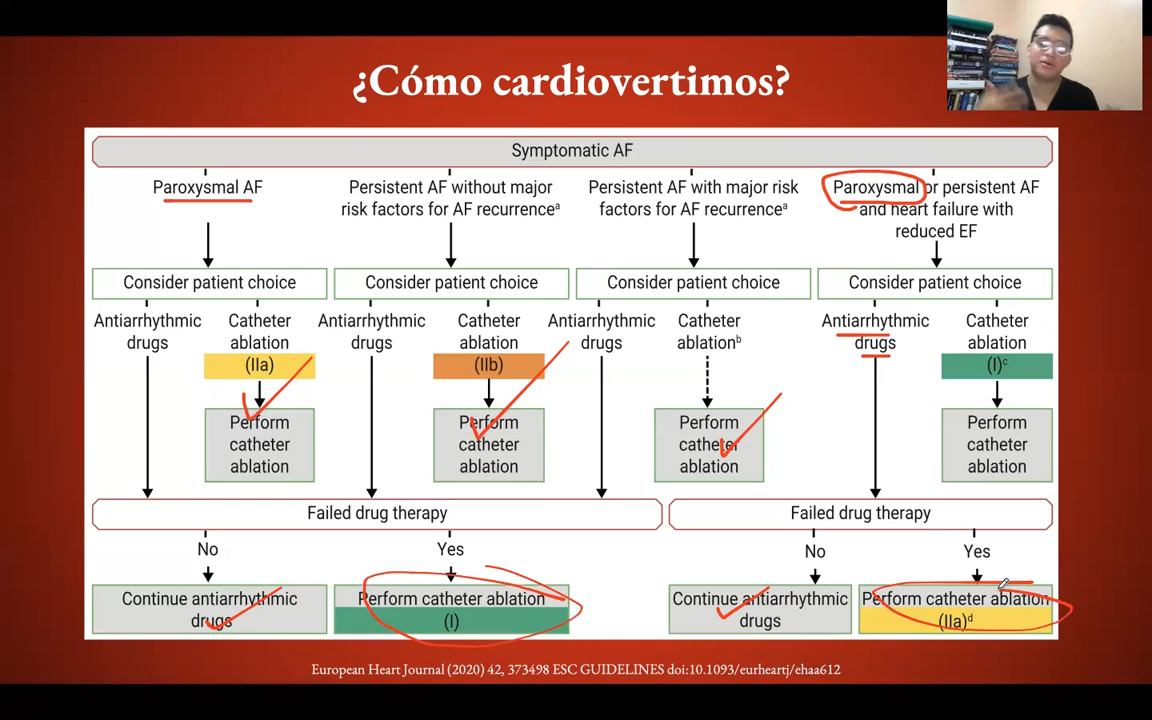 ¿Cómo cardiovertimos?
Symptomatic AF
Paroxysmal AF
Persistent AF without major
risk factors for AF recurrenceᵃ
Persistent AF with major risk
factors for AF recurrenceᵃ
Paroxysmal or persistent AF
and heart failure with
reduced EF
Consider patient choice
Consider patient choice
Consider patient choice
Consider patient choice
Antiarrhythmic
drugs
Catheter
ablation
(IIa)
Antiarrhythmic
drugs
Catheter
ablation
(IIb)
Antiarrhythmic
drugs
Catheter
ablationᵇ
Antiarrhythmic
drugs
Catheter
ablation
(I)ᶜ
Perform
catheter
ablation
Perform
catheter
ablation
Perform
catheter
ablation
Perform
catheter
ablation
Failed drug therapy
Failed drug therapy
No
Yes
No
Yes
Continue antiarrhythmic
drugs
Perform catheter ablation
(I)
Continue antiarrhythmic
drugs
Perform catheter ablation
(IIa)ᵈ
European Heart Journal (2020) 42, 373498 ESC GUIDELINES doi:10.1093/eurheartj/ehaa612